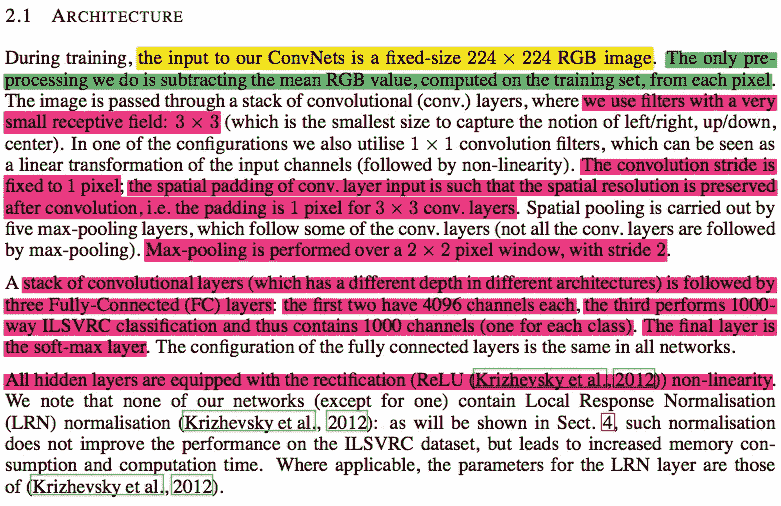 2.1 ARCHITECTURE
During training, the input to our ConvNets is a fixed-size 224 × 224 RGB image. The only pre-
processing we do is subtracting the mean RGB value, computed on the training set, from each pixel.
The image is passed through a stack of convolutional (conv.) layers, where we use filters with a very
small receptive field: 3 × 3 (which is the smallest size to capture the notion of left/right, up/down,
center). In one of the configurations we also utilise 1 × 1 convolution filters, which can be seen as
a linear transformation of the input channels (followed by non-linearity). The convolution stride is
fixed to 1 pixel; the spatial padding of conv. layer input is such that the spatial resolution is preserved
after convolution, i.e. the padding is 1 pixel for 3 × 3 conv. layers. Spatial pooling is carried out by
five max-pooling layers, which follow some of the conv. layers (not all the conv. layers are followed
by max-pooling). Max-pooling is performed over a 2 × 2 pixel window, with stride 2.
A stack of convolutional layers (which has a different depth in different architectures) is followed by
three Fully-Connected (FC) layers: the first two have 4096 channels each, the third performs 1000-
way ILSVRC classification and thus contains 1000 channels (one for each class). The final layer is
the soft-max layer. The configuration of the fully connected layers is the same in all networks.
All hidden layers are equipped with the rectification (ReLU (Krizhevsky et al., 2012)) non-linearity.
We note that none of our networks (except for one) contain Local Response Normalisation
(LRN) normalisation (Krizhevsky et al., 2012): as will be shown in Sect. 4, such normalisation
does not improve the performance on the ILSVRC dataset, but leads to increased memory con-
sumption and computation time. Where applicable, the parameters for the LRN layer are those
of (Krizhevsky et al., 2012).